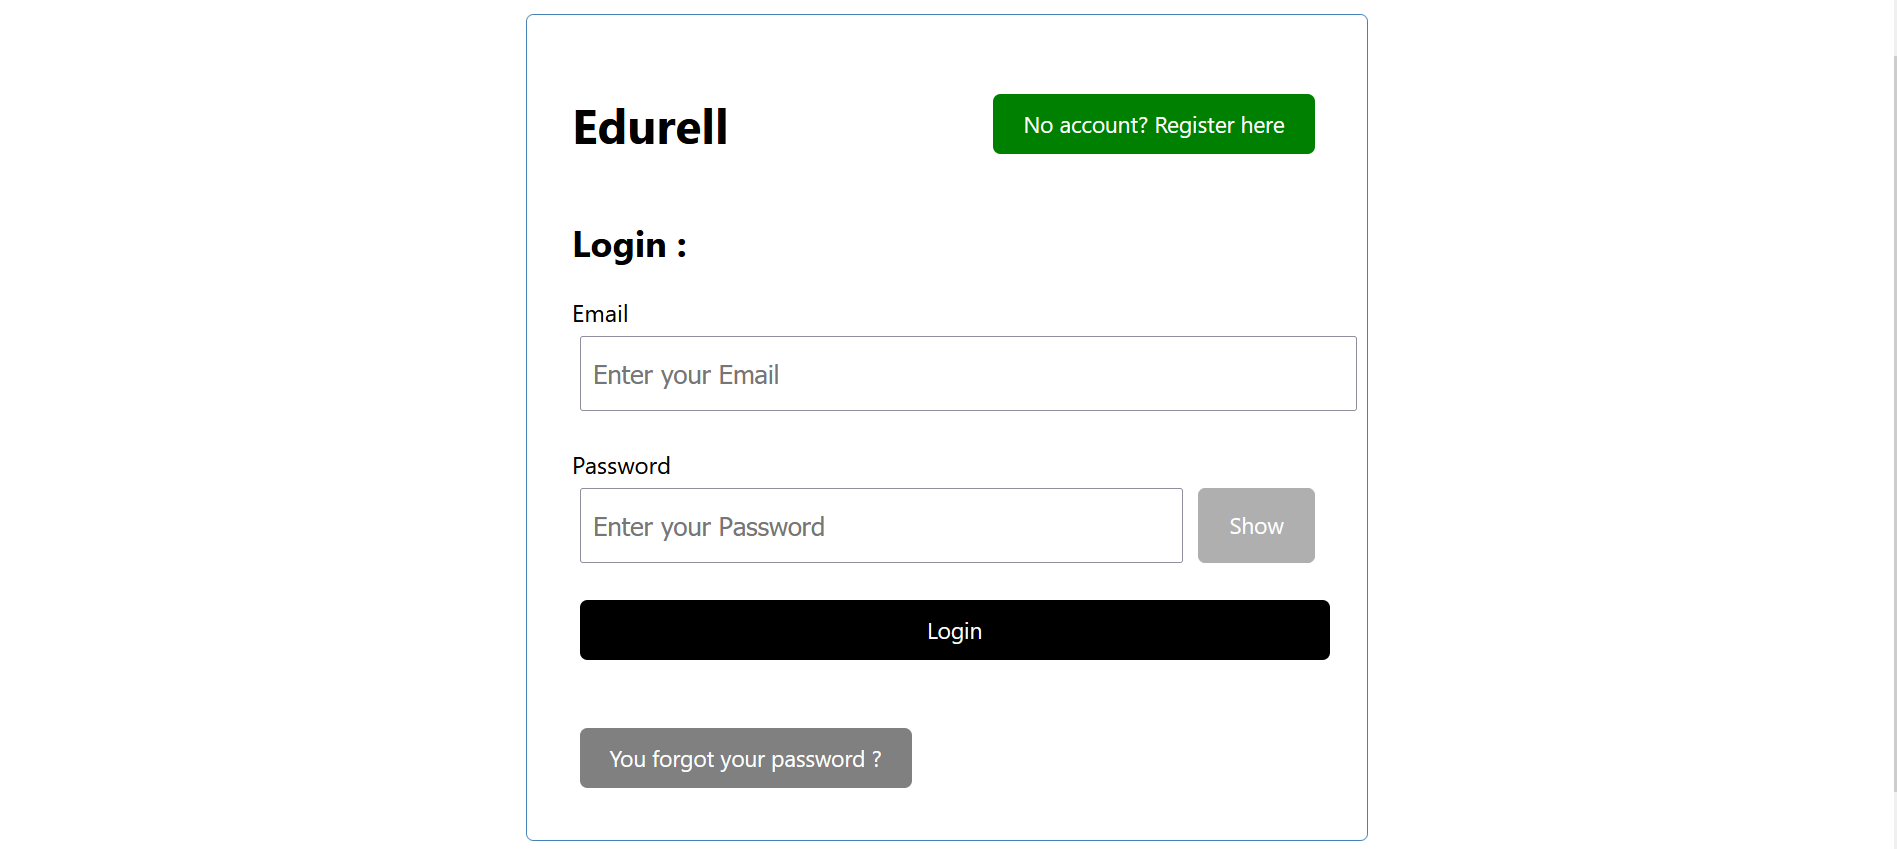 Edurell
No account? Register here
Login :
Email
Enter your Email
Password
Enter your Password
Show
Login
You forgot your password ?